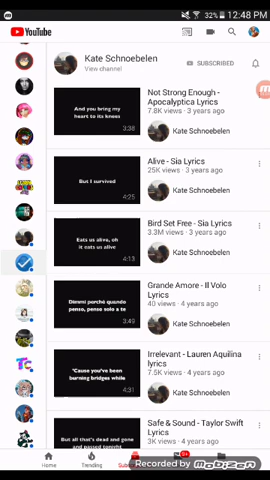 32% 12:48 PM
YouTube
Kate Schnoebelen
View channel
SUBSCRIBED
And you bring my
heart to its knees
3:38
Not Strong Enough -
Apocalyptica Lyrics
7.8K views · 3 years ago
Kate Schnoebelen
But I survived
4:25
Alive - Sia Lyrics
25K views · 3 years ago
Kate Schnoebelen
Eats us alive, oh
it eats us alive
4:13
Bird Set Free - Sia Lyrics
3.3M views · 3 years ago
Kate Schnoebelen
Dimmi perché quando
penso, penso solo a te
3:49
Grande Amore - Il Volo
Lyrics
40 views · 4 years ago
Kate Schnoebelen
'Cause you've been
burning bridges while
4:31
Irrelevant - Lauren Aquilina
lyrics
7.5K views · 4 years ago
Kate Schnoebelen
But all that's dead and gone
and passed tonight
Safe & Sound - Taylor Swift
Lyrics
3K views · 4 years ago
Kate Schnoebelen
Home
Trending
Recorded by MOBIZEN